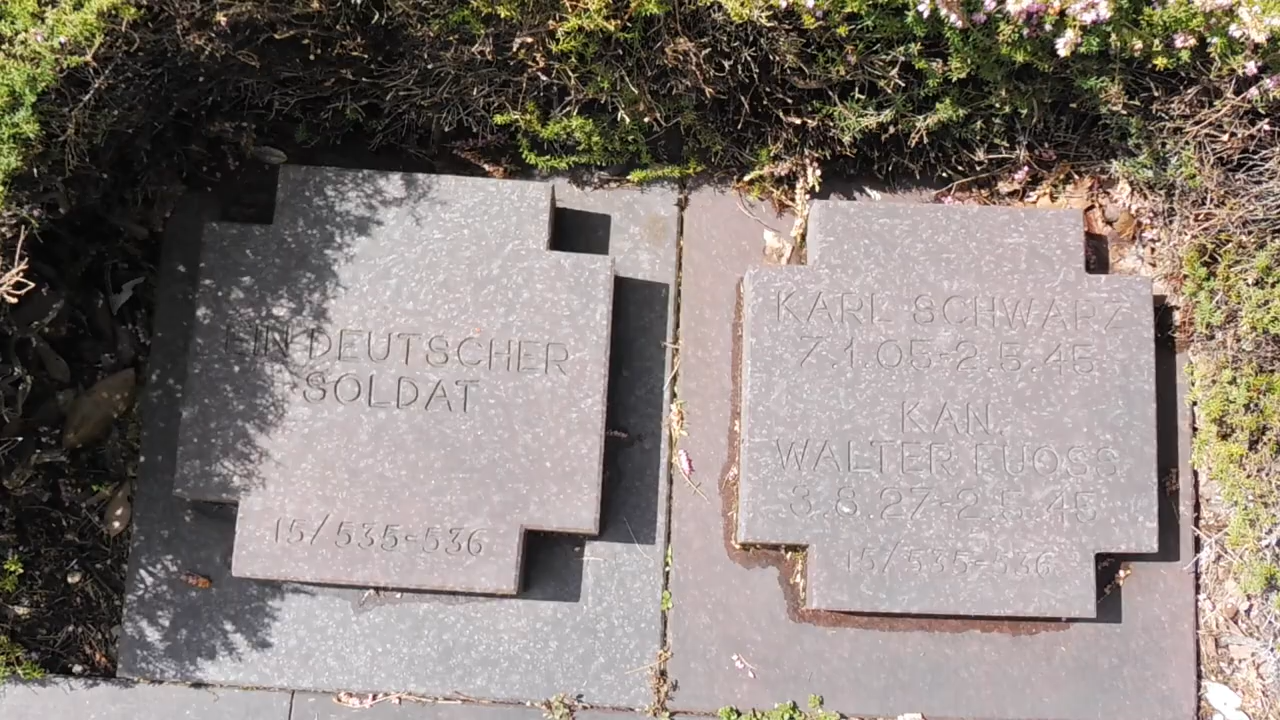 EIN DEUTSCHER
SOLDAT
15/535-536
KARL SCHWARZ
7.1.05-2.5.45
KAN.
WALTER FUOSS
3.8.27-2.5.45
15/535-536